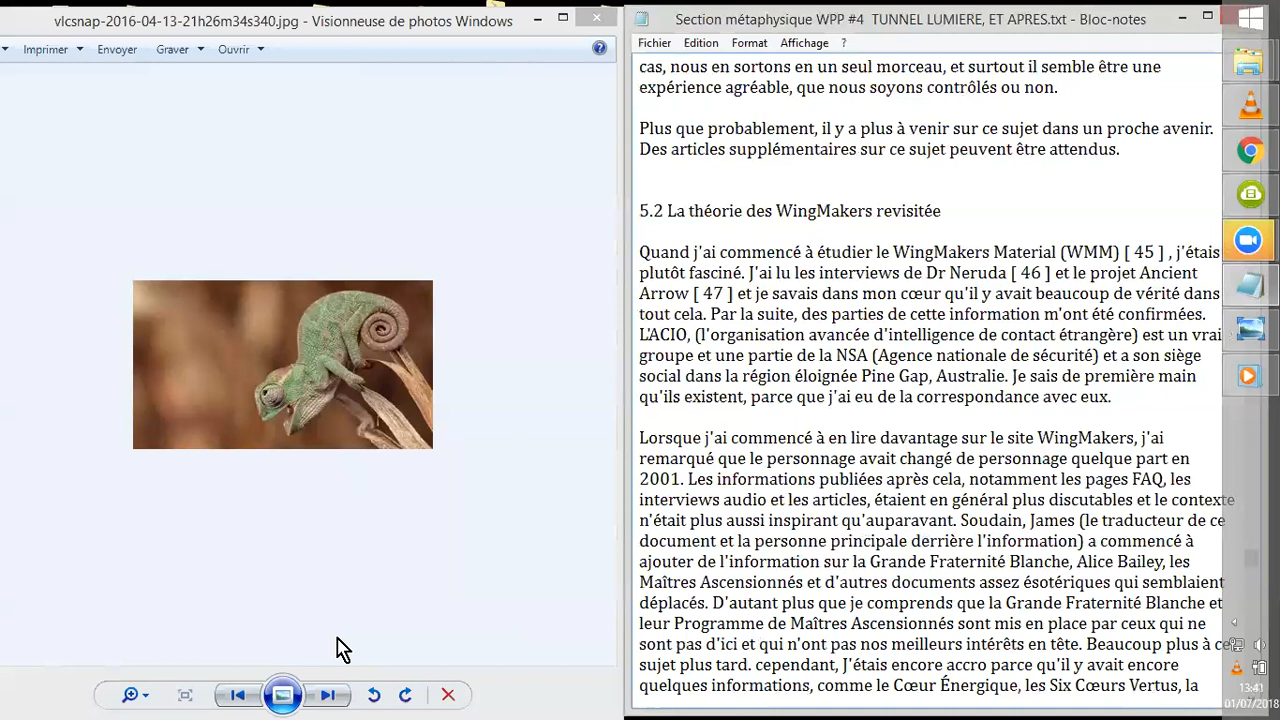 vlcsnap-2016-04-13-21h26m34s340.jpg - Visionneuse de photos Windows
Imprimer Envoyer Graver Ouvrir
Section métaphysique WPP #4 TUNNEL LUMIERE, ET APRES.txt - Bloc-notes
Fichier Edition Format Affichage ?
cas, nous en sortons en un seul morceau, et surtout il semble être une
expérience agréable, que nous soyons contrôlés ou non.
Plus que probablement, il y a plus à venir sur ce sujet dans un proche avenir.
Des articles supplémentaires sur ce sujet peuvent être attendus.
5.2 La théorie des WingMakers revisitée
Quand j'ai commencé à étudier le WingMakers Material (WMM) [ 45 ] , j'étais
plutôt fasciné. J'ai lu les interviews de Dr Neruda [ 46 ] et le projet Ancient
Arrow [ 47 ] et je savais dans mon cœur qu'il y avait beaucoup de vérité dans
tout cela. Par la suite, des parties de cette information m'ont été confirmées.
L'ACIO, (l'organisation avancée d'intelligence de contact étrangère) est un vrai
groupe et une partie de la NSA (Agence nationale de sécurité) et a son siège
social dans la région éloignée Pine Gap, Australie. Je sais de première main
qu'ils existent, parce que j'ai eu de la correspondance avec eux.
Lorsque j'ai commencé à en lire davantage sur le site WingMakers, j'ai
remarqué que le personnage avait changé de personnage quelque part en
2001. Les informations publiées après cela, notamment les pages FAQ, les
interviews audio et les articles, étaient en général plus discutables et le contexte
n'était plus aussi inspirant qu'auparavant. Soudain, James (le traducteur de ce
document et la personne principale derrière l'information) a commencé à
ajouter de l'information sur la Grande Fraternité Blanche, Alice Bailey, les
Maîtres Ascensionnés et d'autres documents assez ésotériques qui semblaient
déplacés. D'autant plus que je comprends que la Grande Fraternité Blanche et
leur Programme de Maîtres Ascensionnés sont mis en place par ceux qui ne
sont pas d'ici et qui n'ont pas nos meilleurs intérêts en tête. Beaucoup plus à ce
sujet plus tard. cependant, J'étais encore accro parce qu'il y avait encore
quelques informations, comme le Cœur Énergique, les Six Cœurs Vertus, la
13:41
01/07/2018